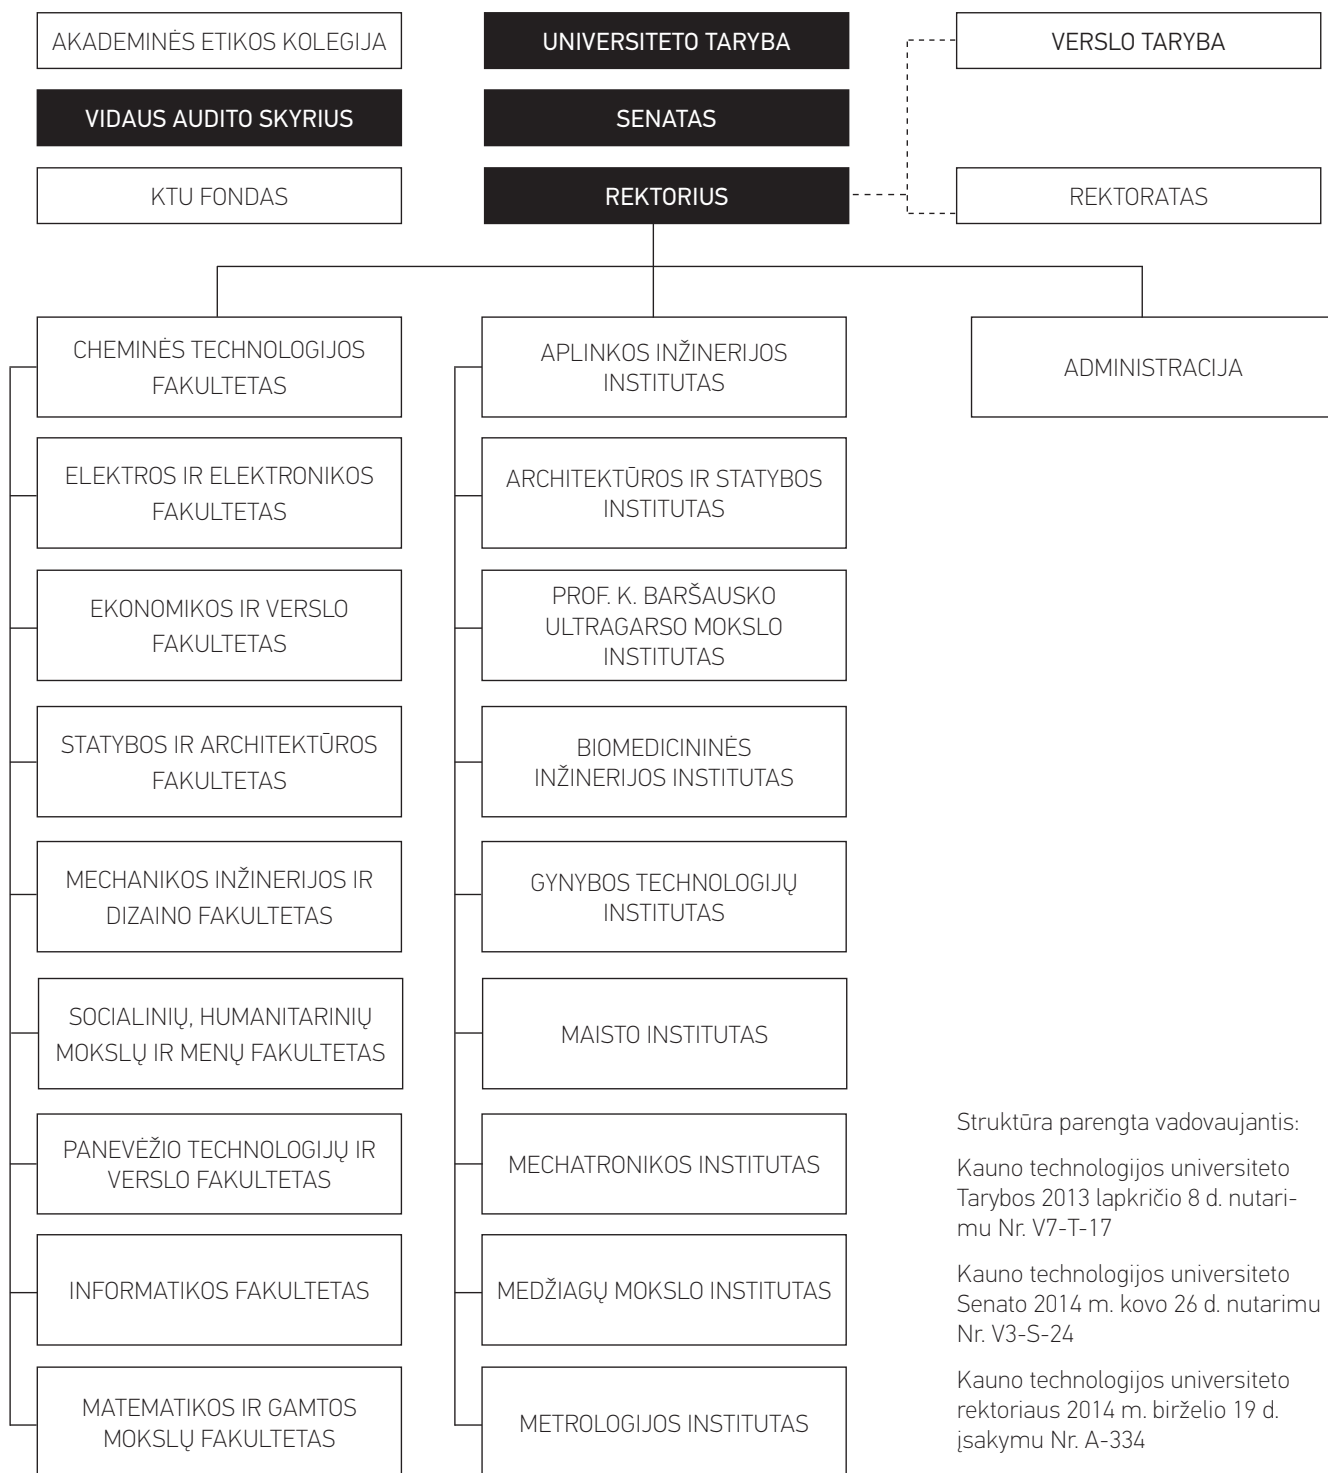 AKADEMINĖS ETIKOS KOLEGIJA
UNIVERSITETO TARYBA
VERSLO TARYBA
VIDAUS AUDITO SKYRIUS
SENATAS
KTU FONDAS
REKTORIUS
REKTORATAS
CHEMINĖS TECHNOLOGIJOS
FAKULTETAS
ELEKTROS IR ELEKTRONIKOS
FAKULTETAS
EKONOMIKOS IR VERSLO
FAKULTETAS
STATYBOS IR ARCHITEKTŪROS
FAKULTETAS
MECHANIKOS INŽINERIJOS IR
DIZAINO FAKULTETAS
SOCIALINIŲ, HUMANITARINIŲ
MOKSLŲ IR MENŲ FAKULTETAS
PANEVĖŽIO TECHNOLOGIJŲ IR
VERSLO FAKULTETAS
INFORMATIKOS FAKULTETAS
MATEMATIKOS IR GAMTOS
MOKSLŲ FAKULTETAS
APLINKOS INŽINERIJOS
INSTITUTAS
ARCHITEKTŪROS IR STATYBOS
INSTITUTAS
PROF. K. BARŠAUSKO
ULTRAGARSO MOKSLO
INSTITUTAS
BIOMEDICININĖS
INŽINERIJOS INSTITUTAS
GYNYBOS TECHNOLOGIJŲ
INSTITUTAS
MAISTO INSTITUTAS
MECHATRONIKOS INSTITUTAS
MEDŽIAGŲ MOKSLO INSTITUTAS
METROLOGIJOS INSTITUTAS
ADMINISTRACIJA
Struktūra parengta vadovaujantis:
Kauno technologijos universiteto
Tarybos 2013 lapkričio 8 d. nutari-
mu Nr. V7-T-17
Kauno technologijos universiteto
Senato 2014 m. kovo 26 d. nutarimu
Nr. V3-S-24
Kauno technologijos universiteto
rektoriaus 2014 m. birželio 19 d.
įsakymu Nr. A-334